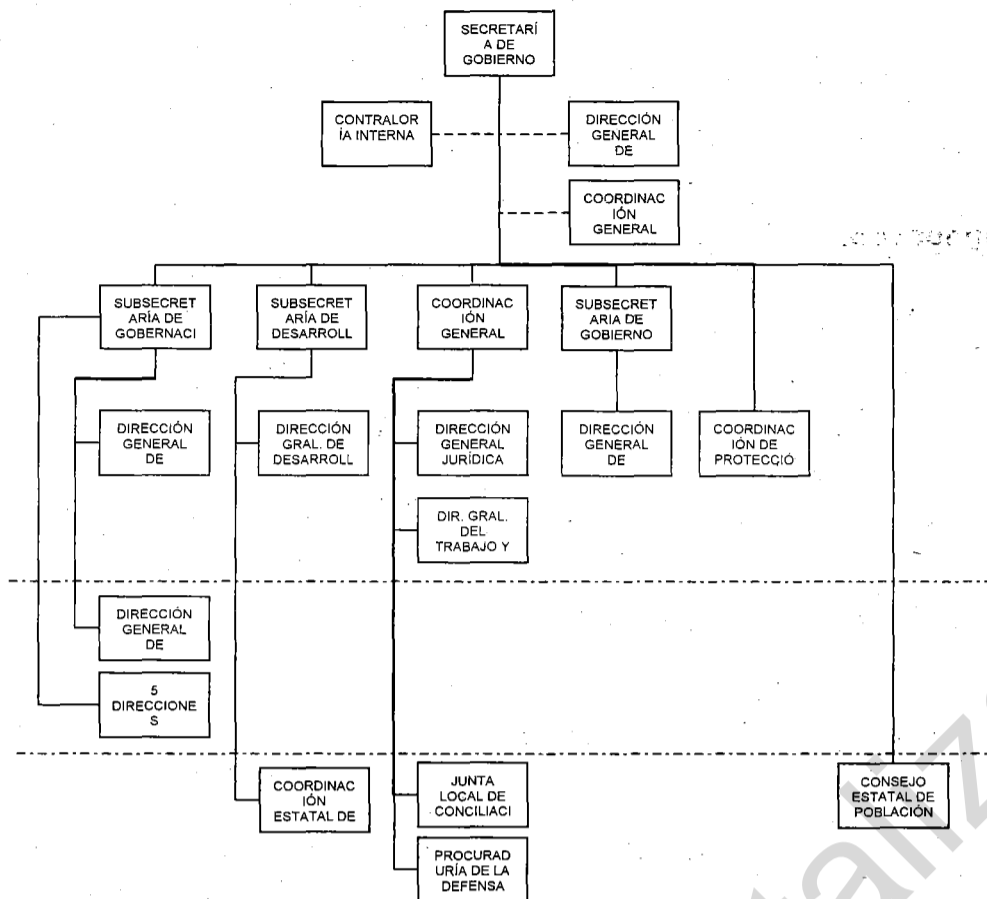 SECRETARÍ
A DE
GOBIERNO
CONTRALOR
ÍA INTERNA
DIRECCIÓN
GENERAL
DE
COORDINAC
IÓN
GENERAL
SUBSECRET
ARÍA DE
GOBERNACI
SUBSECRET
ARÍA DE
DESARROLL
COORDINAC
IÓN
GENERAL
SUBSECRET
ARIA DE
GOBIERNO
DIRECCIÓN
GENERAL
DE
DIRECCIÓN
GRAL. DE
DESARROLL
DIRECCIÓN
GENERAL
JURÍDICA
DIRECCIÓN
GENERAL
DE
COORDINAC
IÓN DE
PROTECCIÓ
DIR. GRAL.
DEL
TRABAJO Y
DIRECCIÓN
GENERAL
DE
5
DIRECCIONE
S
COORDINAC
IÓN
ESTATAL DE
JUNTA
LOCAL DE
CONCILIACI
CONSEJO
ESTATAL DE
POBLACIÓN
PROCURAD
URÍA DE LA
DEFENSA